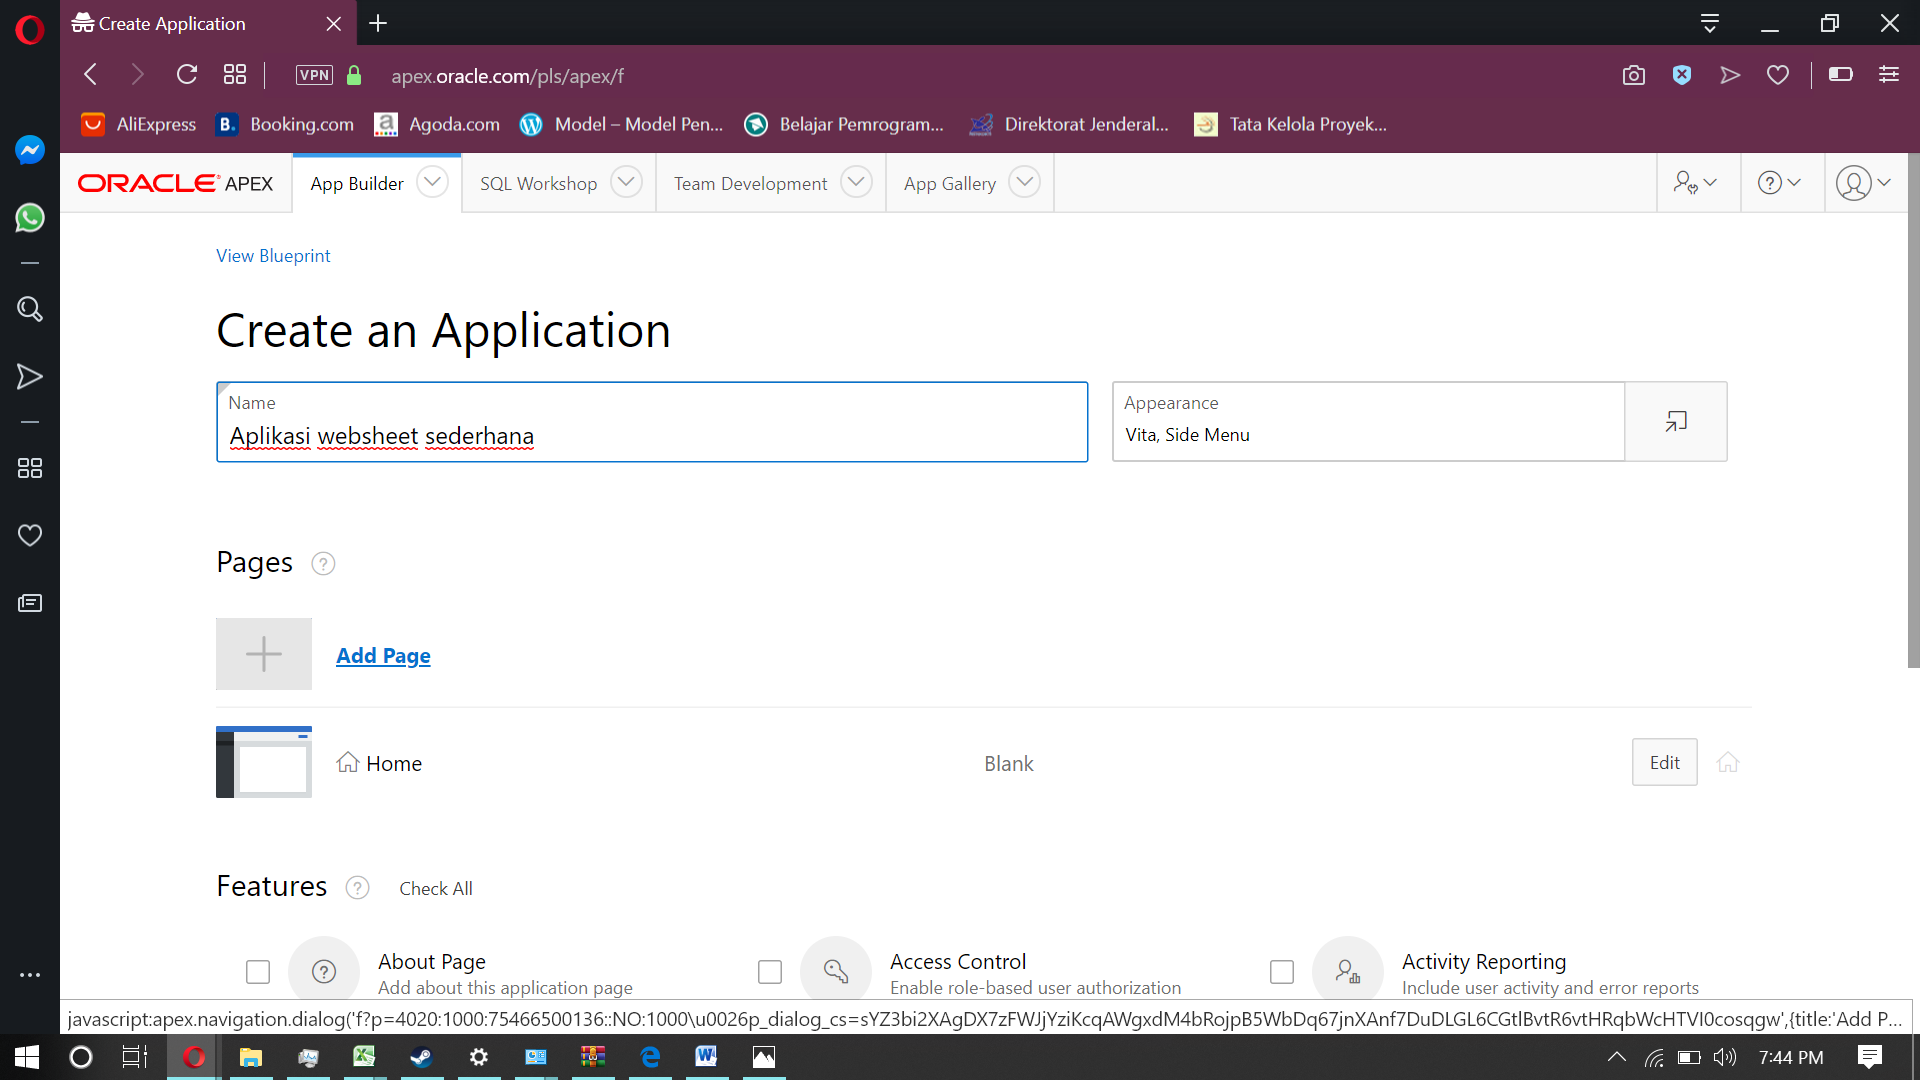 Create Application
VPN
apex.oracle.com/pls/apex/f
AliExpress
B.
Booking.com
a
Agoda.com
Model – Model Pen...
Belajar Pemrogram...
Direktorat Jenderal...
Tata Kelola Proyek...
ORACLE APEX
App Builder
SQL Workshop
Team Development
App Gallery
View Blueprint
Create an Application
Name
Aplikasi websheet sederhana
Appearance
Vita, Side Menu
Pages
Add Page
Home
Blank
Edit
Features
Check All
About Page
Add about this application page
Access Control
Enable role-based user authorization
Activity Reporting
Include user activity and error reports
javascript:apex.navigation.dialog('f?p=4020:1000:75466500136::NO:1000\u0026p_dialog_cs=sYZ3bi2XAgDX7zFWJjYziKcqAWgxdM4bRojpB5WbDq67jnXAnf7DuDLGL6CGtlBvtR6vtHRqbWcHTVI0cosqgw',{title:'Add P...
7:44 PM